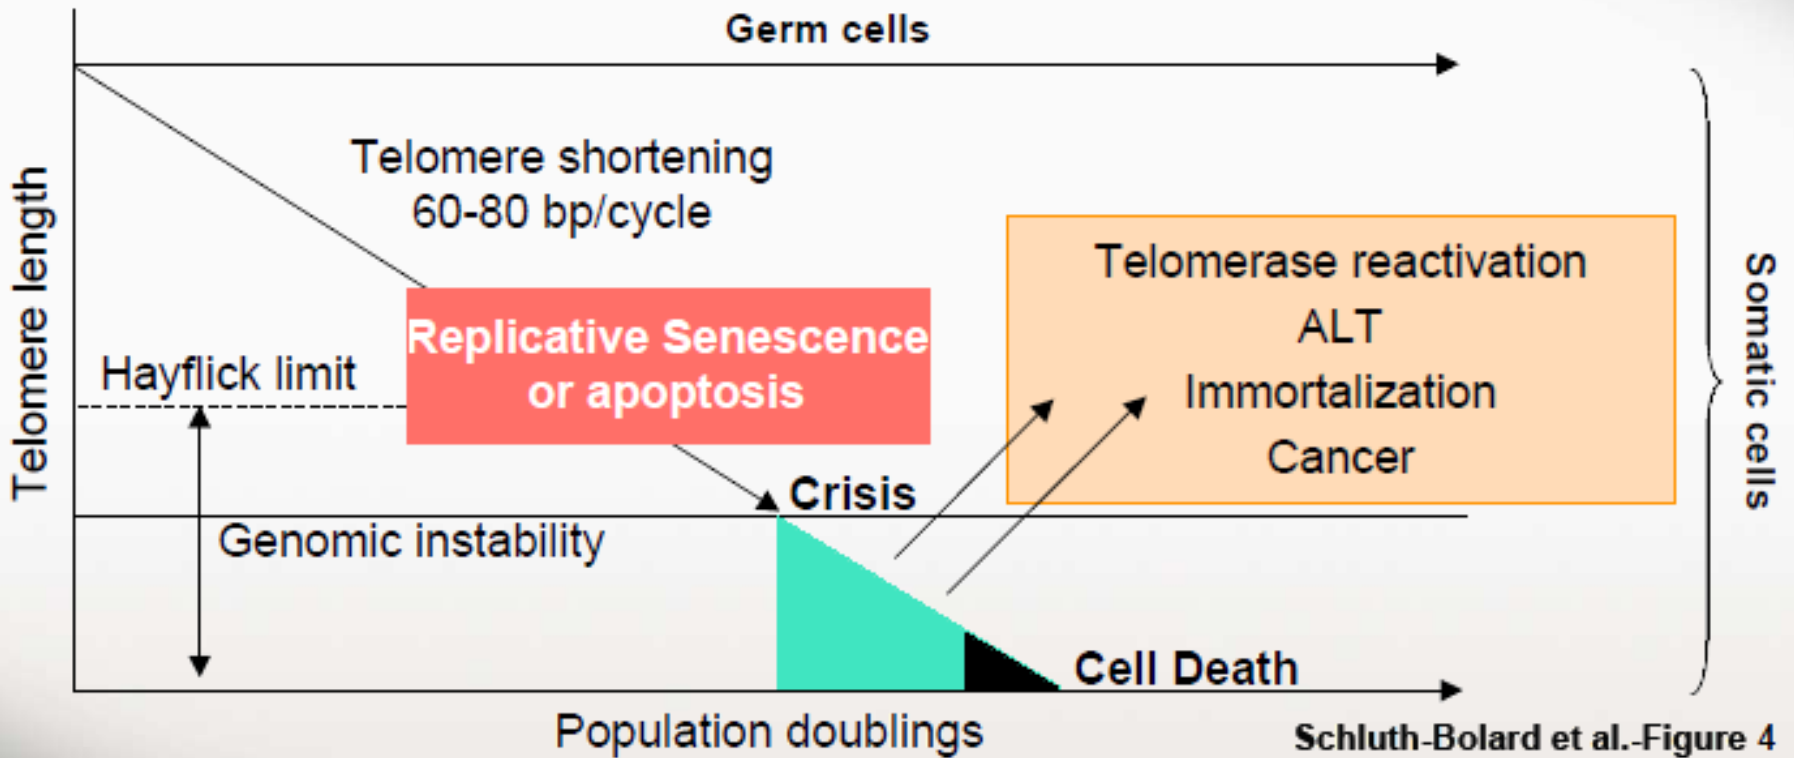 Germ cells
Telomere shortening
60-80 bp/cycle
Telomere length
Telomerase reactivation
ALT
Immortalization
Cancer
Somatic cells
Replicative Senescence
or apoptosis
Hayflick limit
Crisis
Genomic instability
Cell Death
Population doublings
Schluth-Bolard et al.-Figure 4